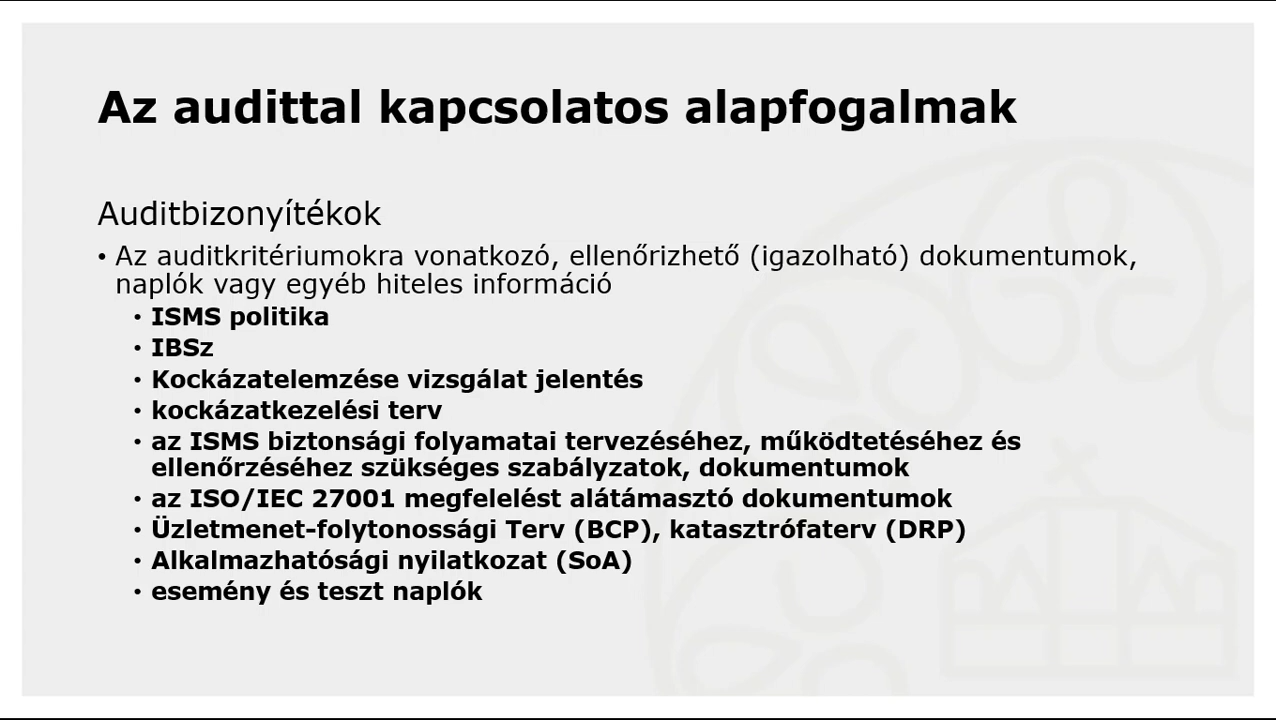 Az audittal kapcsolatos alapfogalmak
Auditbizonyítékok
• Az auditkritériumokra vonatkozó, ellenőrizhető (igazolható) dokumentumok,
naplók vagy egyéb hiteles információ
• ISMS politika
• IBSz
• Kockázatelemzése vizsgálat jelentés
• kockázatkezelési terv
• az ISMS biztonsági folyamatai tervezéséhez, működtetéséhez és
ellenőrzéséhez szükséges szabályzatok, dokumentumok
• az ISO/IEC 27001 megfelelést alátámasztó dokumentumok
• Üzletmenet-folytonossági Terv (BCP), katasztrófaterv (DRP)
• Alkalmazhatósági nyilatkozat (SoA)
• esemény és teszt naplók